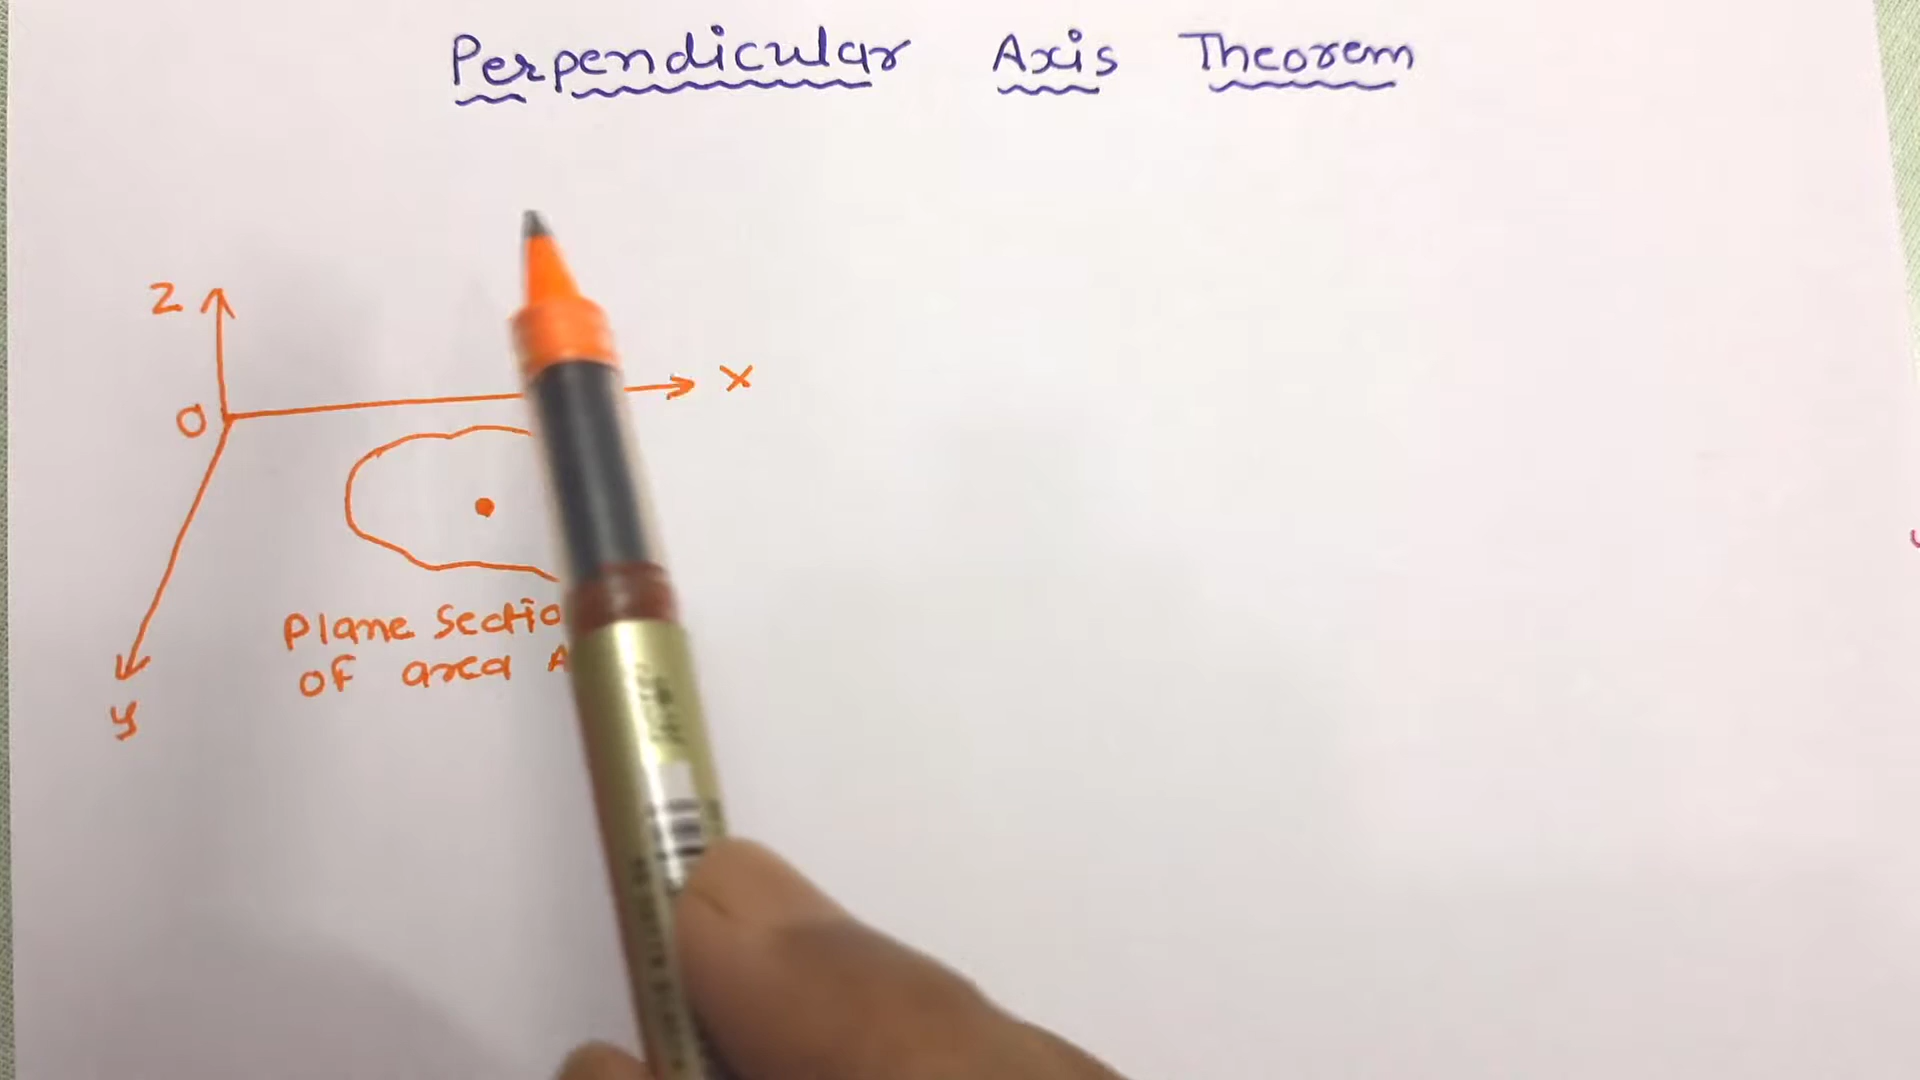 Perpendicular Axis Theorem
Z
X
O
Plane Sectio
of area A
y